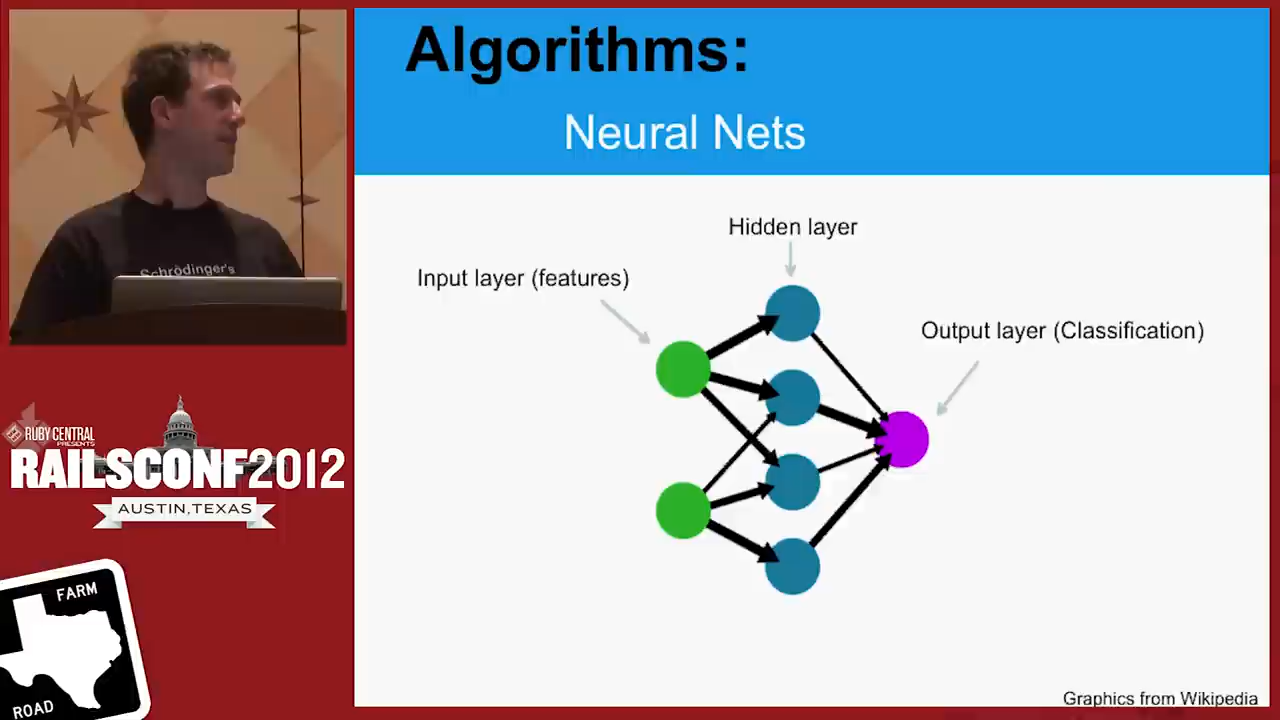 Algorithms:
Neural Nets
Hidden layer
Input layer (features)
Output layer (Classification)
Graphics from Wikipedia
Schrödinger's
RUBY CENTRAL
PRESENTS
RAILSCONF2012
AUSTIN, TEXAS
FARM
ROAD